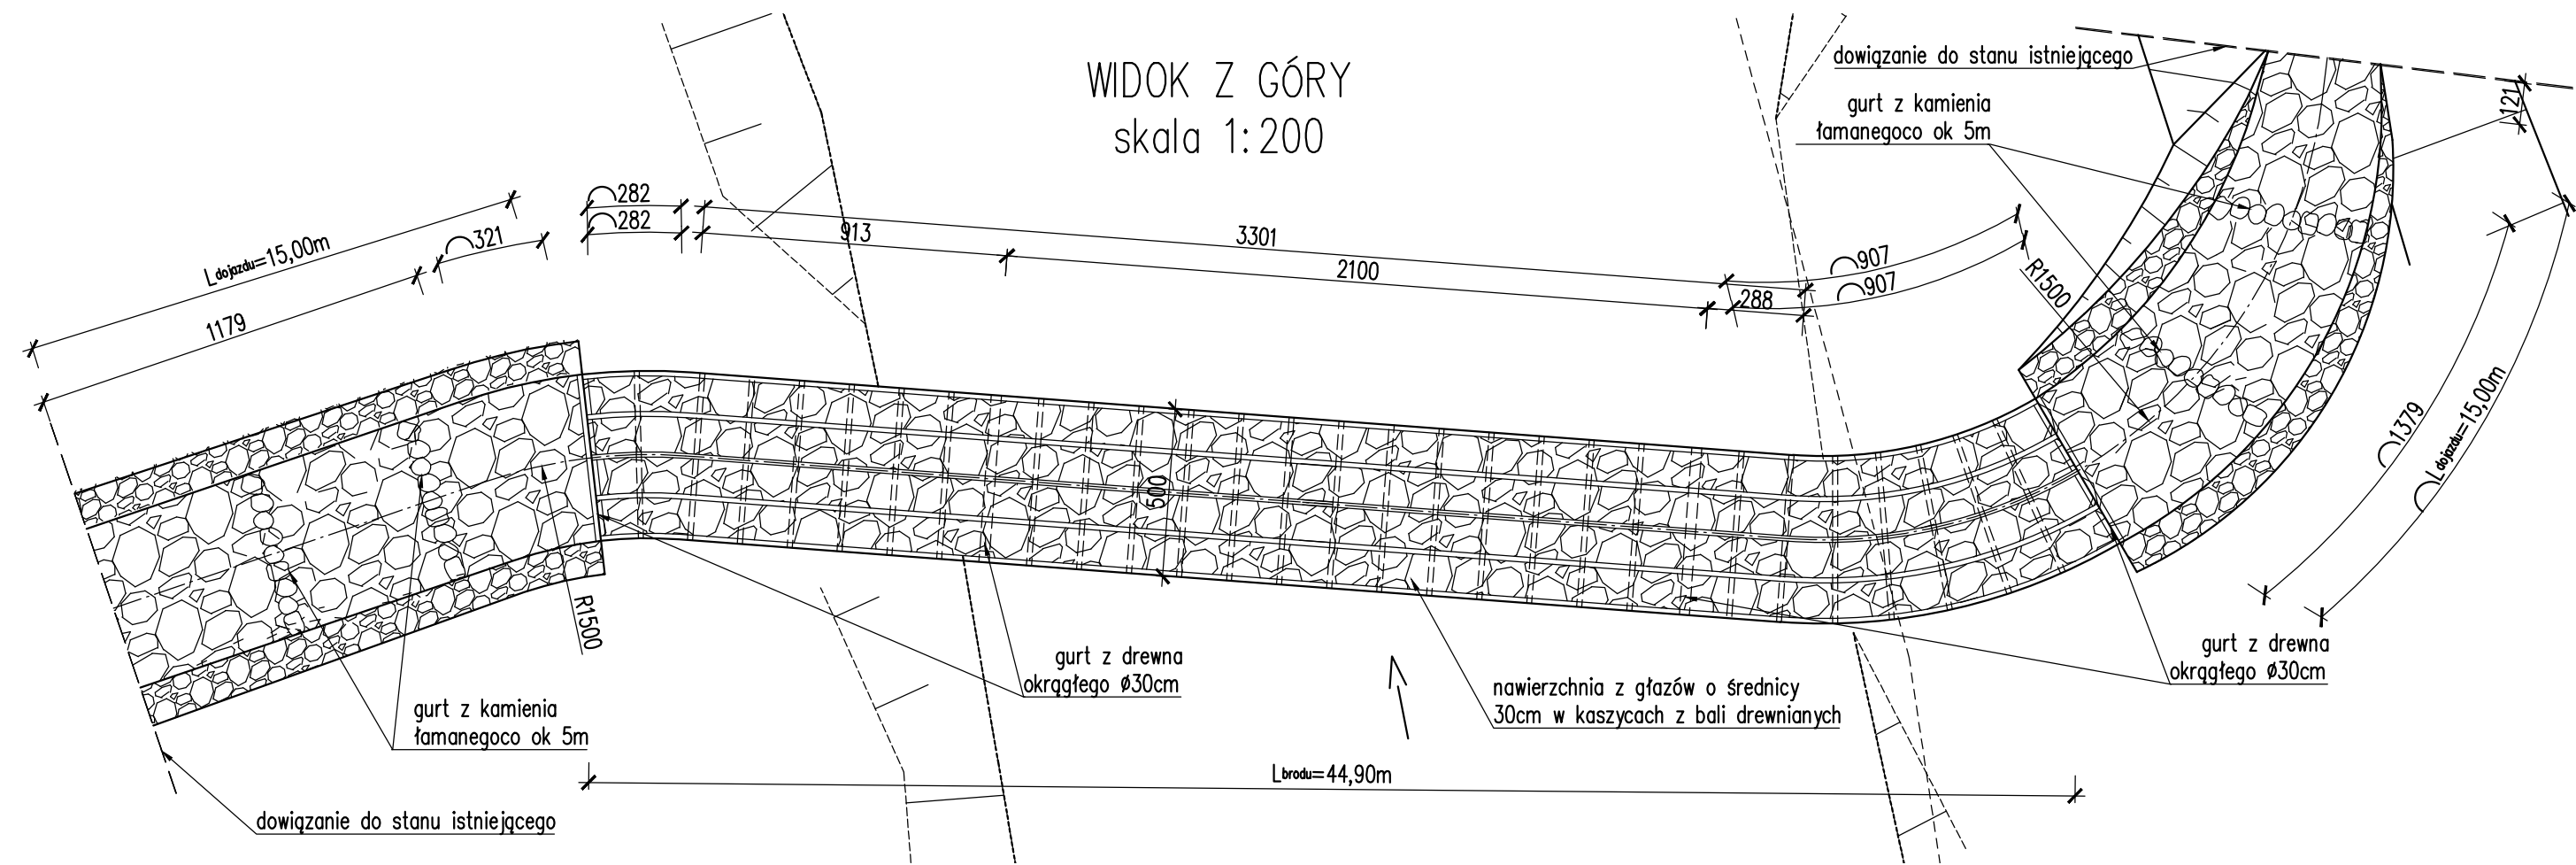 WIDOK Z GÓRY
skala 1:200
dowiązanie do stanu istniejącego
gurt z kamienia
łamanegoco ok 5m
121
282
282
913
3301
2100
288
907
907
R1500
L dojazdu=15,00m
321
1179
1379
L dojazdu=15,00m
500
R1500
gurt z drewna
okrągłego ø30cm
gurt z drewna
okrągłego ø30cm
nawierzchnia z głazów o średnicy
30cm w kaszycach z bali drewnianych
gurt z kamienia
łamanegoco ok 5m
Lbrodu=44,90m
dowiązanie do stanu istniejącego